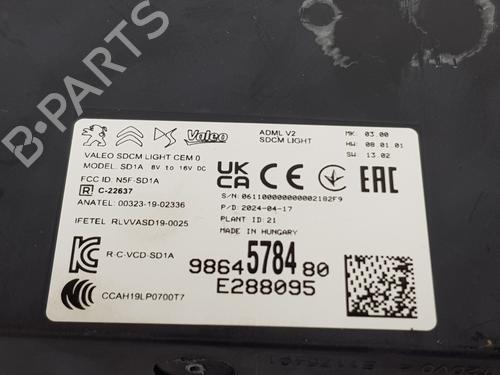 B-PARTS
Valeo
ADML V2
SDCM LIGHT
MK: 03 00
HW: 08 01 01
SW: 13.02
VALEO SDCM LIGHT CEM 0
MODEL: SD1A 8V to 16V DC
FCC ID: N5F-SD1A
R C-22637
ANATEL: 00323-19-02336
IFETEL: RLVVASD19-0025
UK CA CE EAC
S/N: 0611000000000002182F9
P/D: 2024-04-17
PLANT ID: 21
MADE IN HUNGARY
R-C-VCD-SD1A
98645784 80
E288095
CCAH19LP0700T7